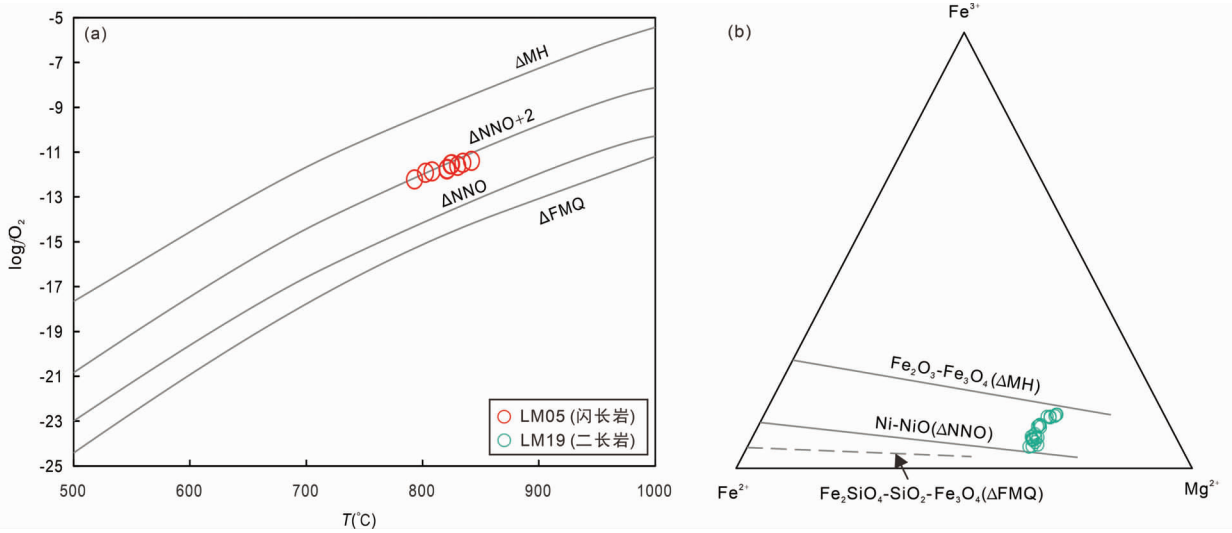 (a)
-5
-7
-9
-11
-13
-15
-17
-19
-21
-23
-25
logfO₂
500
600
700
800
900
1000
T(℃)
ΔMH
ΔNNO+2
ΔNNO
ΔFMQ
LM05 (闪长岩)
LM19 (二长岩)
(b)
Fe³⁺
Fe₂O₃-Fe₃O₄(ΔMH)
Ni-NiO(ΔNNO)
Fe²⁺
Mg²⁺
Fe₂SiO₄-SiO₂-Fe₃O₄(ΔFMQ)